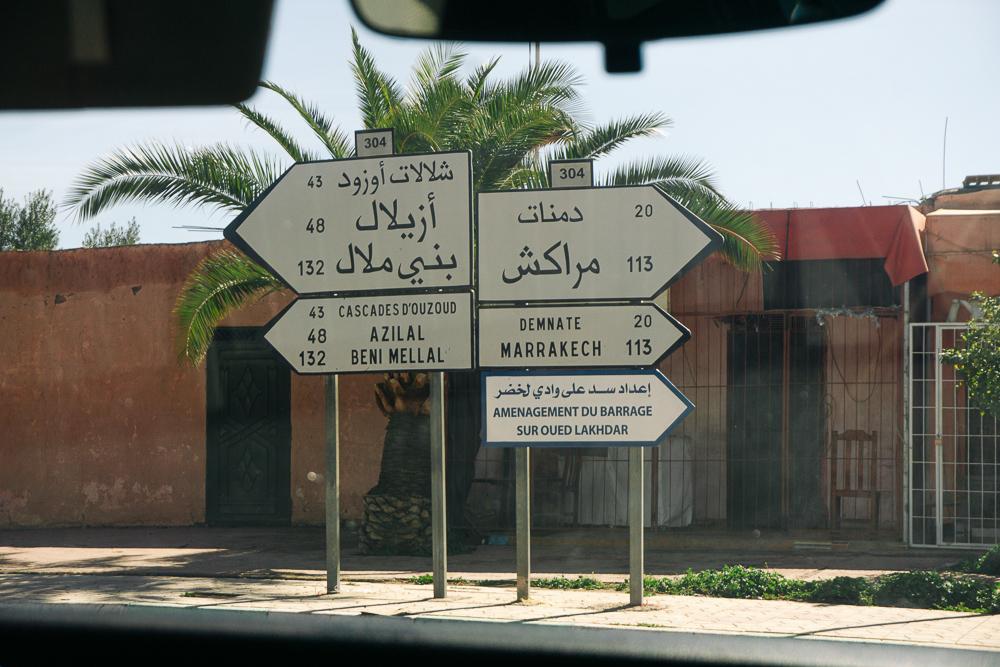 304
شلالات أوزود 43
أزيلال 48
بني ملال 132
43 CASCADES D'OUZOUD
48 AZILAL
132 BENI MELLAL
304
دمنات 20
مراكش 113
DEMNATE 20
MARRAKECH 113
إعداد سد على وادي لخضر
AMENAGEMENT DU BARRAGE
SUR OUED LAKHDAR